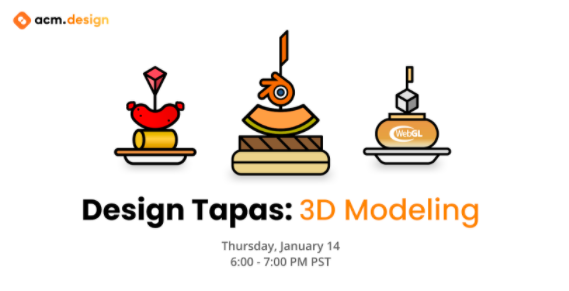 acm.design
WebGL
Design Tapas: 3D Modeling
Thursday, January 14
6:00 - 7:00 PM PST